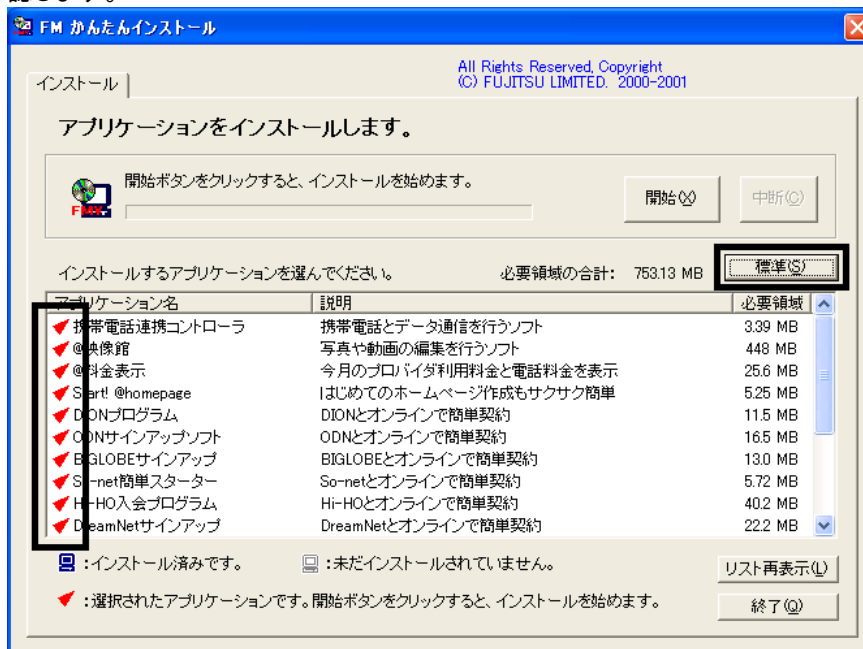 FM かんたんインストール
All Rights Reserved, Copyright
(C) FUJITSU LIMITED. 2000-2001
インストール
アプリケーションをインストールします。
開始ボタンをクリックすると、インストールを始めます。
開始(X) 中断(C)
FMV
インストールするアプリケーションを選んでください。 必要領域の合計: 753.13 MB 標準(S)
アプリケーション名 説明 必要領域
携帯電話連携コントローラ 携帯電話とデータ通信を行うソフト 3.39 MB
@映像館 写真や動画の編集を行うソフト 448 MB
@料金表示 今月のプロバイダ利用料金と電話料金を表示 25.6 MB
Start! @homepage はじめてのホームページ作成もサクサク簡単 5.25 MB
DIONプログラム DIONとオンラインで簡単契約 11.5 MB
ODNサインアップソフト ODNとオンラインで簡単契約 16.5 MB
BIGLOBEサインアップ BIGLOBEとオンラインで簡単契約 13.0 MB
So-net簡単スターター So-netとオンラインで簡単契約 5.72 MB
Hi-HO入会プログラム Hi-HOとオンラインで簡単契約 40.2 MB
DreamNetサインアップ DreamNetとオンラインで簡単契約 22.2 MB
:インストール済みです。 :未だインストールされていません。 リスト再表示(L)
:選択されたアプリケーションです。開始ボタンをクリックすると、インストールを始めます。 終了(Q)